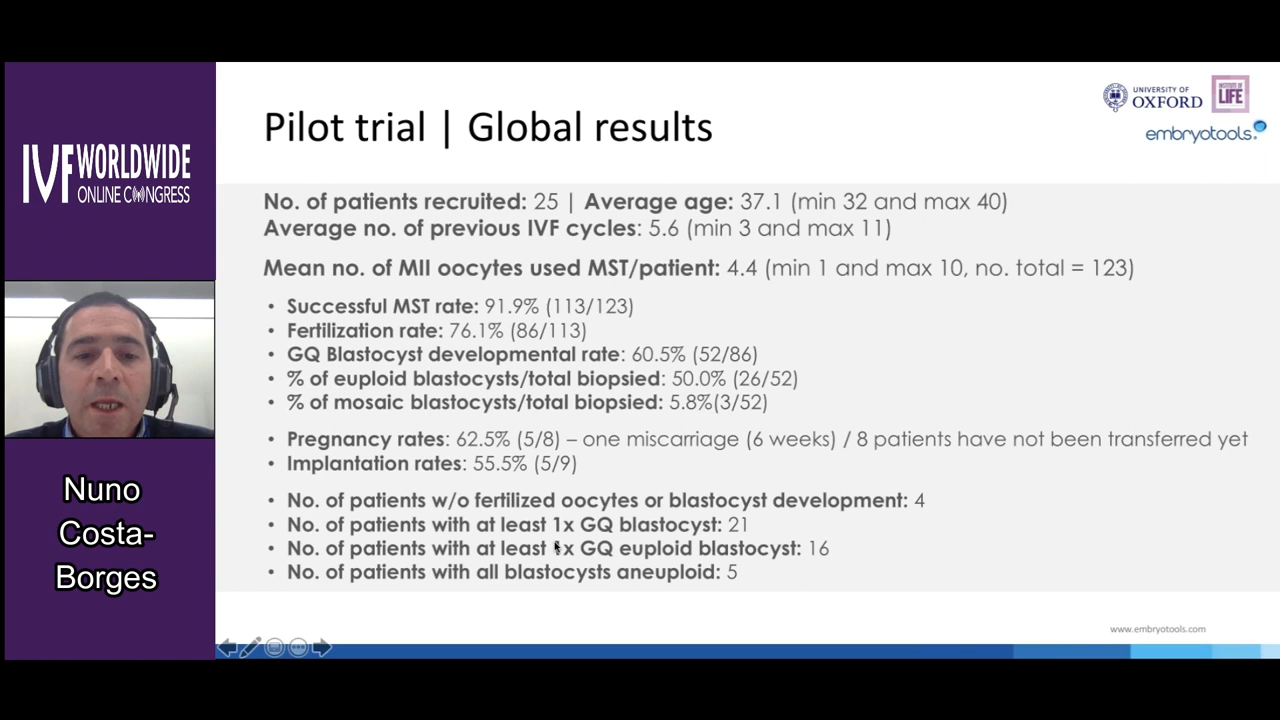 IVF WORLDWIDE
ONLINE CONGRESS
Nuno
Costa-
Borges
Pilot trial | Global results
UNIVERSITY OF
OXFORD
INSTITUTE OF
LIFE
embryotools.
No. of patients recruited: 25 | Average age: 37.1 (min 32 and max 40)
Average no. of previous IVF cycles: 5.6 (min 3 and max 11)
Mean no. of MII oocytes used MST/patient: 4.4 (min 1 and max 10, no. total = 123)
• Successful MST rate: 91.9% (113/123)
• Fertilization rate: 76.1% (86/113)
• GQ Blastocyst developmental rate: 60.5% (52/86)
• % of euploid blastocysts/total biopsied: 50.0% (26/52)
• % of mosaic blastocysts/total biopsied: 5.8%(3/52)
• Pregnancy rates: 62.5% (5/8) – one miscarriage (6 weeks) / 8 patients have not been transferred yet
• Implantation rates: 55.5% (5/9)
• No. of patients w/o fertilized oocytes or blastocyst development: 4
• No. of patients with at least 1x GQ blastocyst: 21
• No. of patients with at least 1x GQ euploid blastocyst: 16
• No. of patients with all blastocysts aneuploid: 5
www.embryotools.com